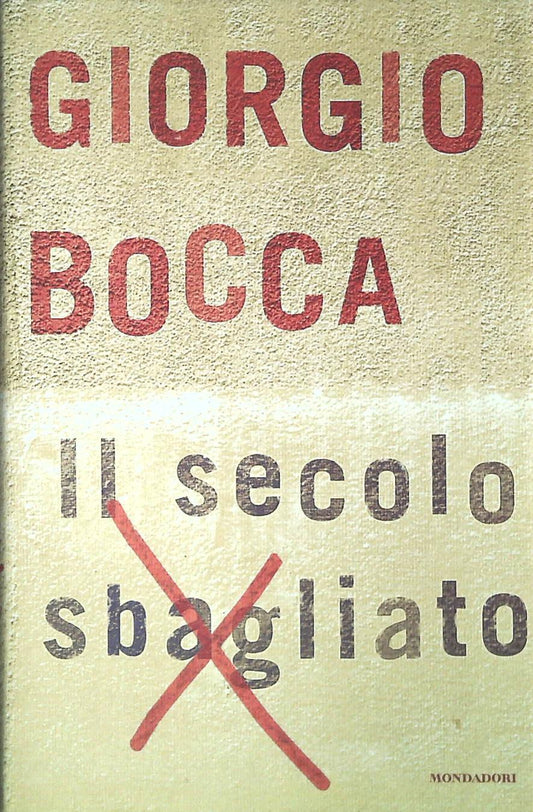 GIORGIO
BOCCA
Il secolo
sbagliato
MONDADORI